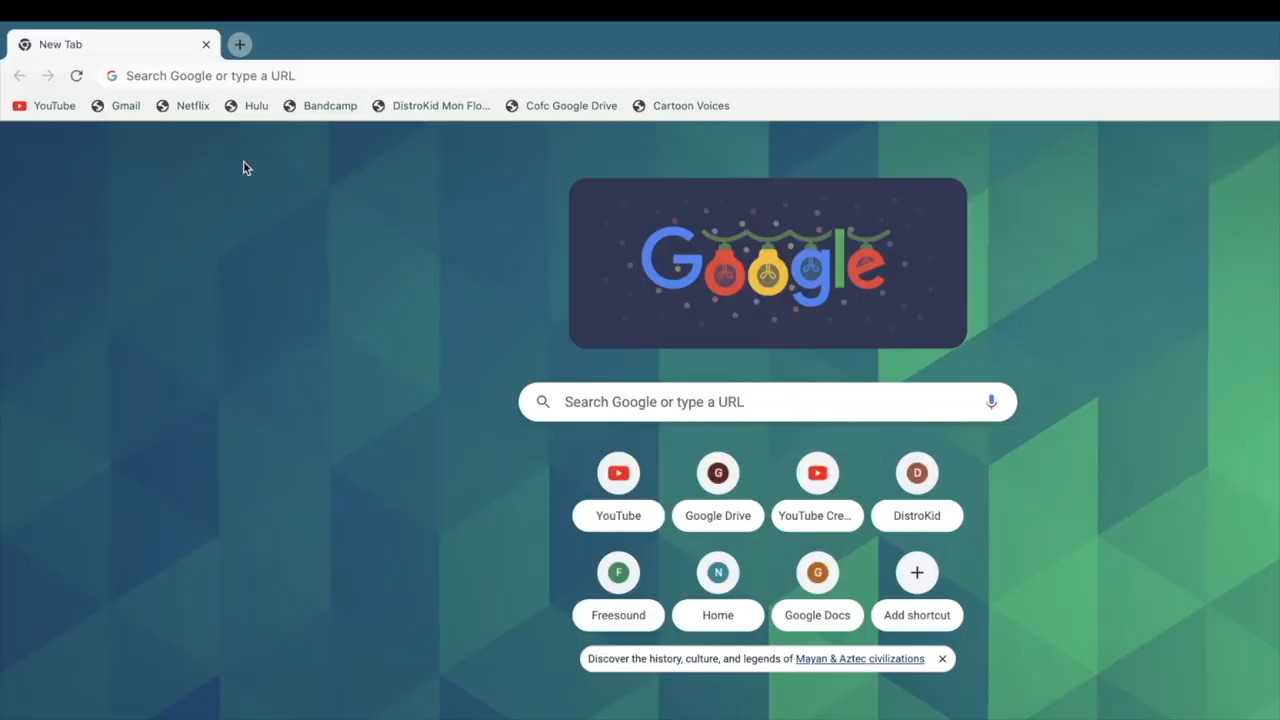 New Tab
Search Google or type a URL
YouTube Gmail Netflix Hulu Bandcamp DistroKid Mon Flo... Cofc Google Drive Cartoon Voices
Google
Search Google or type a URL
G D
YouTube Google Drive YouTube Cre... DistroKid
F N G
Freesound Home Google Docs Add shortcut
Discover the history, culture, and legends of Mayan & Aztec civilizations